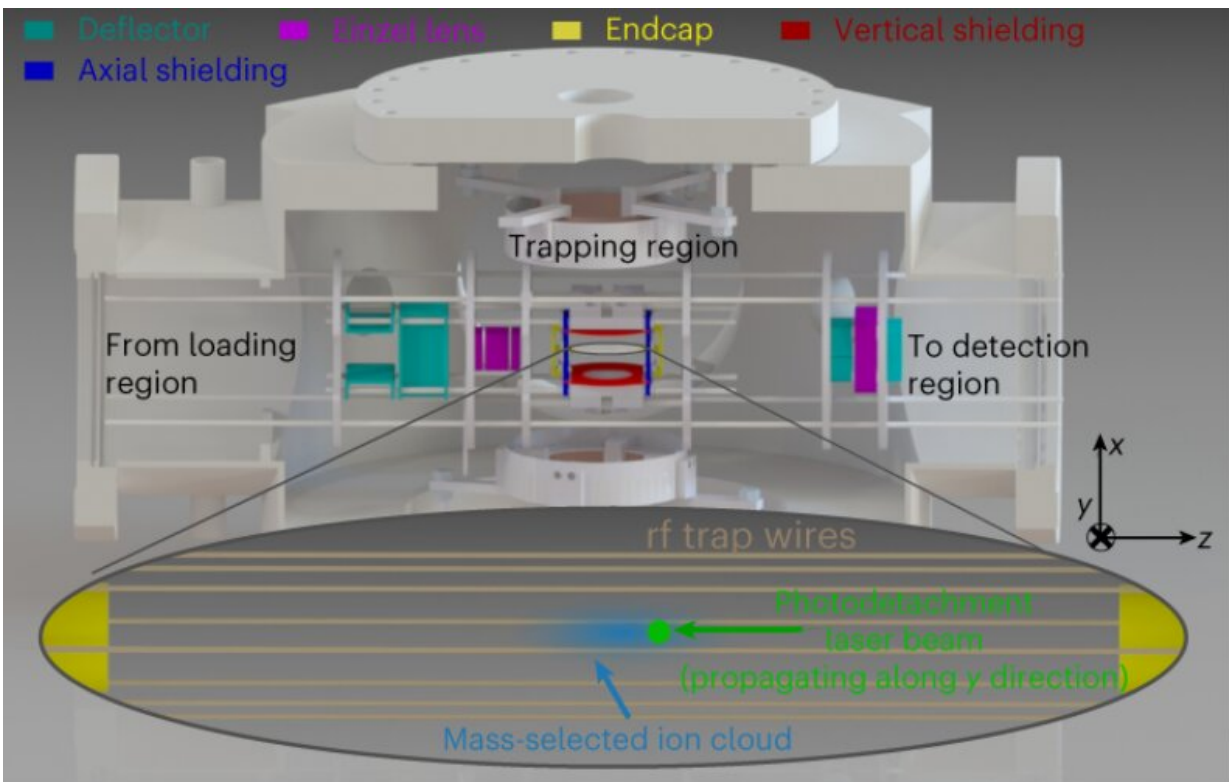 Deflector
Einzel lens
Endcap
Vertical shielding
Axial shielding
Trapping region
From loading
region
To detection
region
x
y
z
rf trap wires
Photodetachment
laser beam
(propagating along y direction)
Mass-selected ion cloud